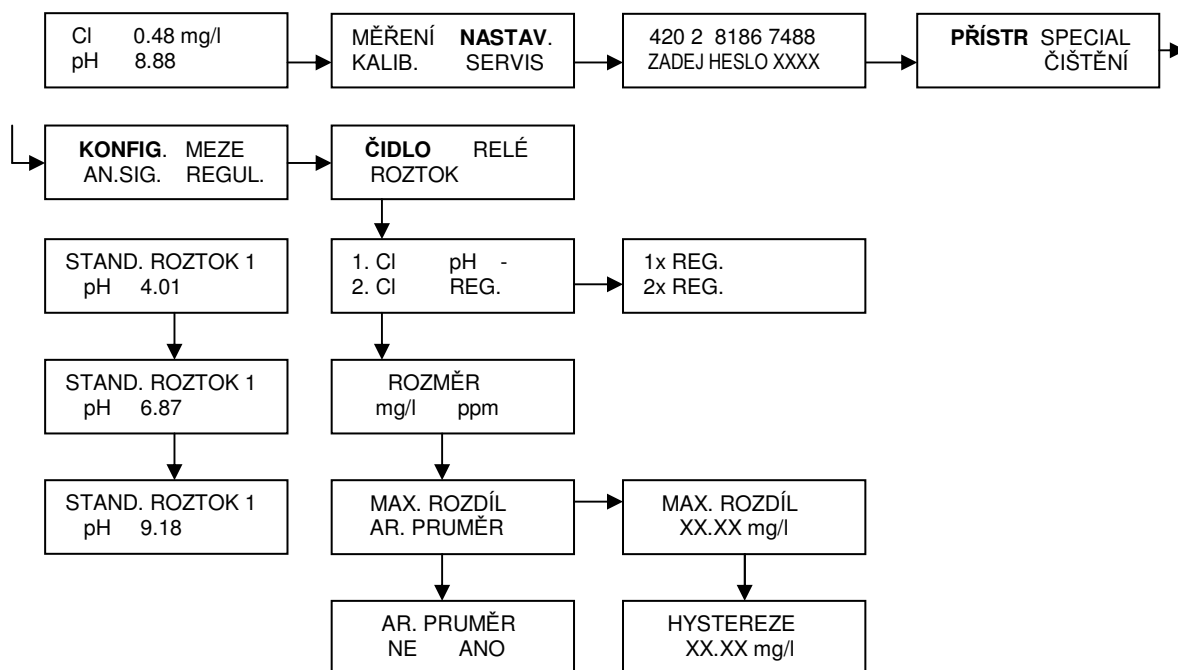 Cl 0.48 mg/l
pH 8.88
MĚŘENÍ NASTAV.
KALIB. SERVIS
420 2 8186 7488
ZADEJ HESLO XXXX
PŘÍSTR SPECIAL
ČIŠTĚNÍ
KONFIG. MEZE
AN.SIG. REGUL.
ČIDLO RELÉ
ROZTOK
STAND. ROZTOK 1
pH 4.01
1. Cl pH -
2. Cl REG.
1x REG.
2x REG.
STAND. ROZTOK 1
pH 6.87
ROZMĚR
mg/l ppm
STAND. ROZTOK 1
pH 9.18
MAX. ROZDÍL
AR. PRUMĚR
MAX. ROZDÍL
XX.XX mg/l
AR. PRUMĚR
NE ANO
HYSTEREZE
XX.XX mg/l